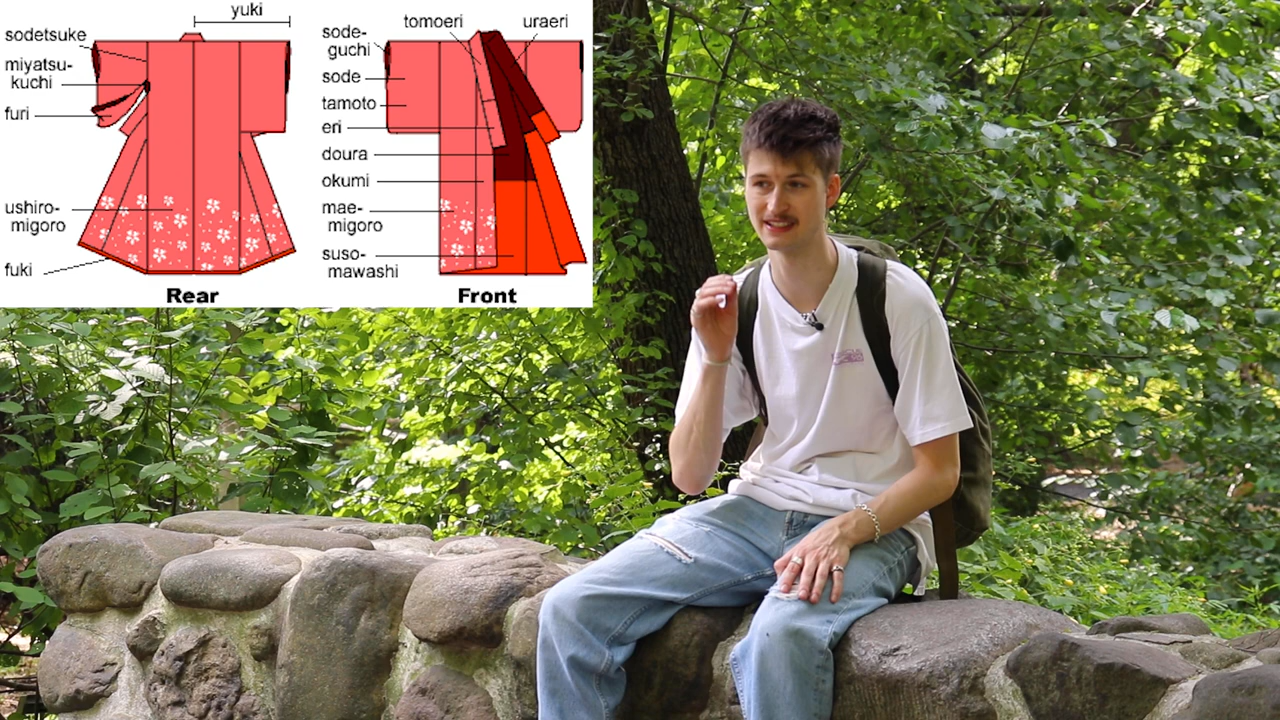 yuki
sodetsuke
miyatsu-
kuchi
furi
ushiro-
migoro
fuki
Rear
tomoeri
uraeri
sode-
guchi
sode
tamoto
eri
doura
okumi
mae-
migoro
suso-
mawashi
Front